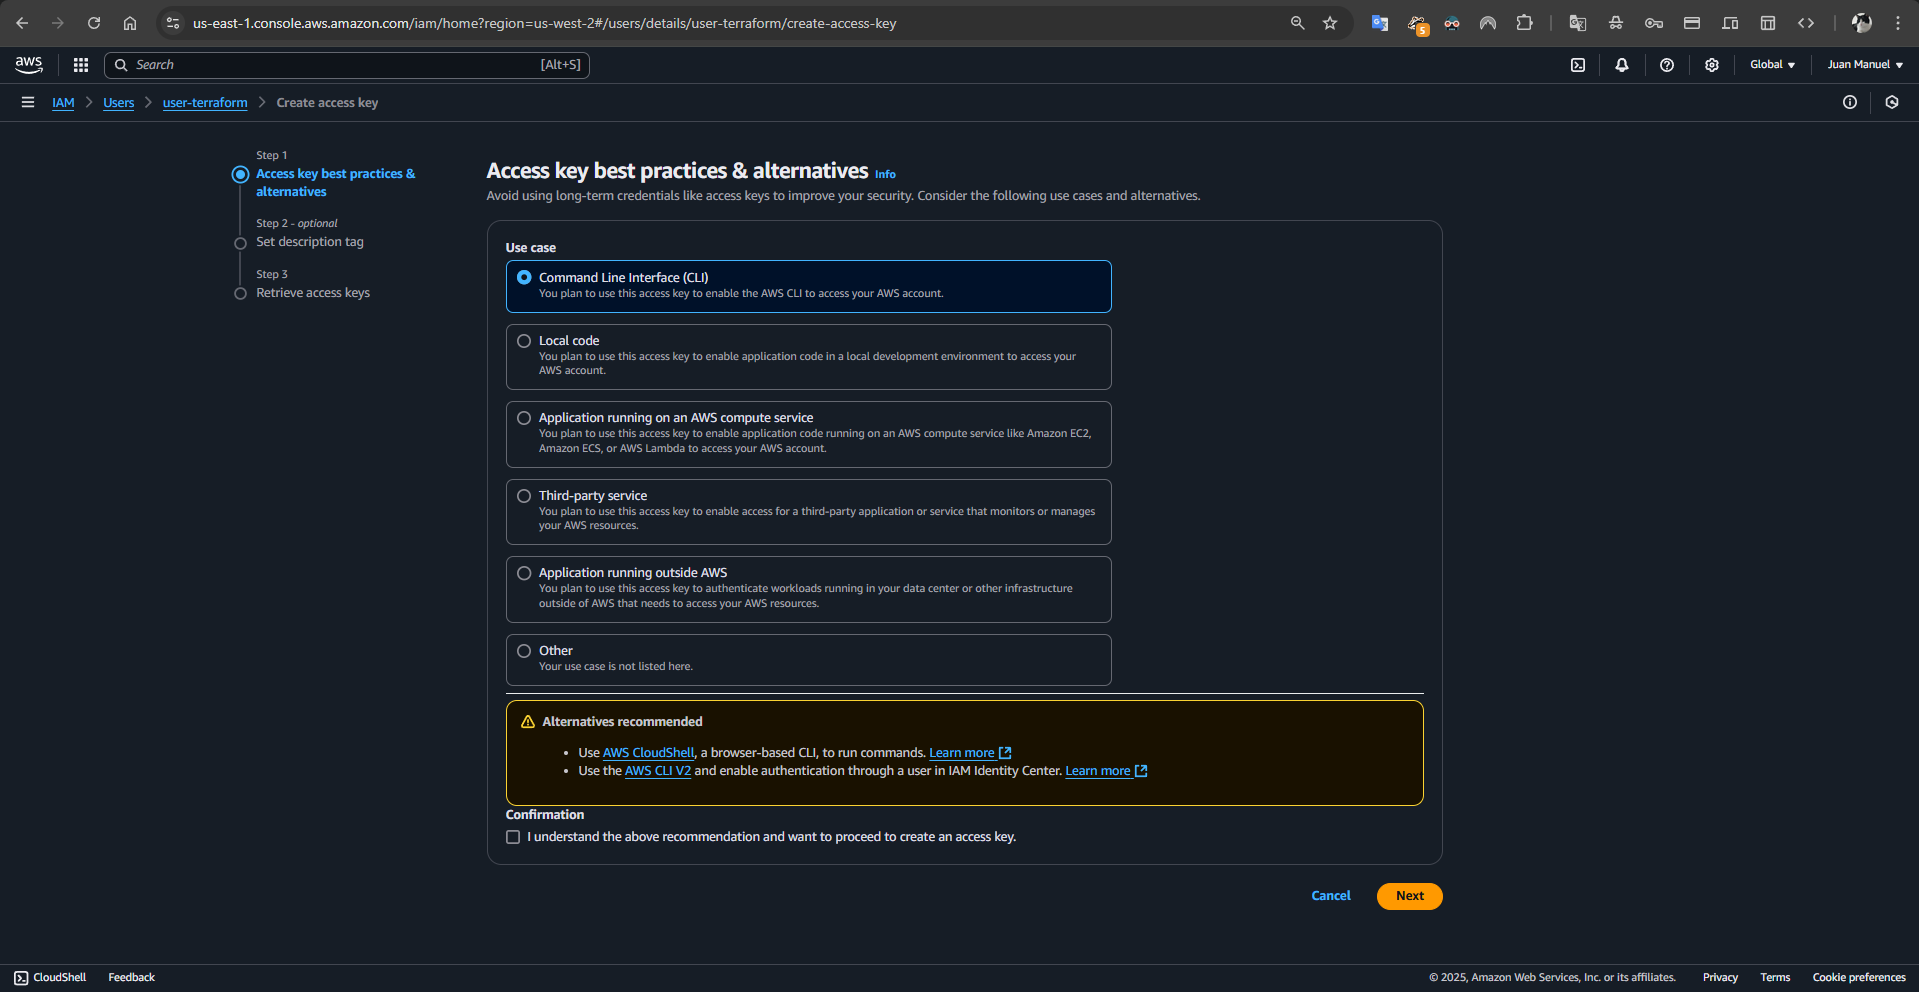 us-east-1.console.aws.amazon.com/iam/home?region=us-west-2#/users/details/user-terraform/create-access-key
S
aws
Search
[Alt+S]
Global
Juan Manuel
IAM
Users
user-terraform
Create access key
Step 1
Access key best practices &
alternatives
Step 2 - optional
Set description tag
Step 3
Retrieve access keys
Access key best practices & alternatives Info
Avoid using long-term credentials like access keys to improve your security. Consider the following use cases and alternatives.
Use case
Command Line Interface (CLI)
You plan to use this access key to enable the AWS CLI to access your AWS account.
Local code
You plan to use this access key to enable application code in a local development environment to access your
AWS account.
Application running on an AWS compute service
You plan to use this access key to enable application code running on an AWS compute service like Amazon EC2,
Amazon ECS, or AWS Lambda to access your AWS account.
Third-party service
You plan to use this access key to enable access for a third-party application or service that monitors or manages
your AWS resources.
Application running outside AWS
You plan to use this access key to authenticate workloads running in your data center or other infrastructure
outside of AWS that needs to access your AWS resources.
Other
Your use case is not listed here.
Alternatives recommended
• Use AWS CloudShell, a browser-based CLI, to run commands. Learn more
• Use the AWS CLI V2 and enable authentication through a user in IAM Identity Center. Learn more
Confirmation
I understand the above recommendation and want to proceed to create an access key.
Cancel
Next
CloudShell
Feedback
© 2025, Amazon Web Services, Inc. or its affiliates.
Privacy
Terms
Cookie preferences